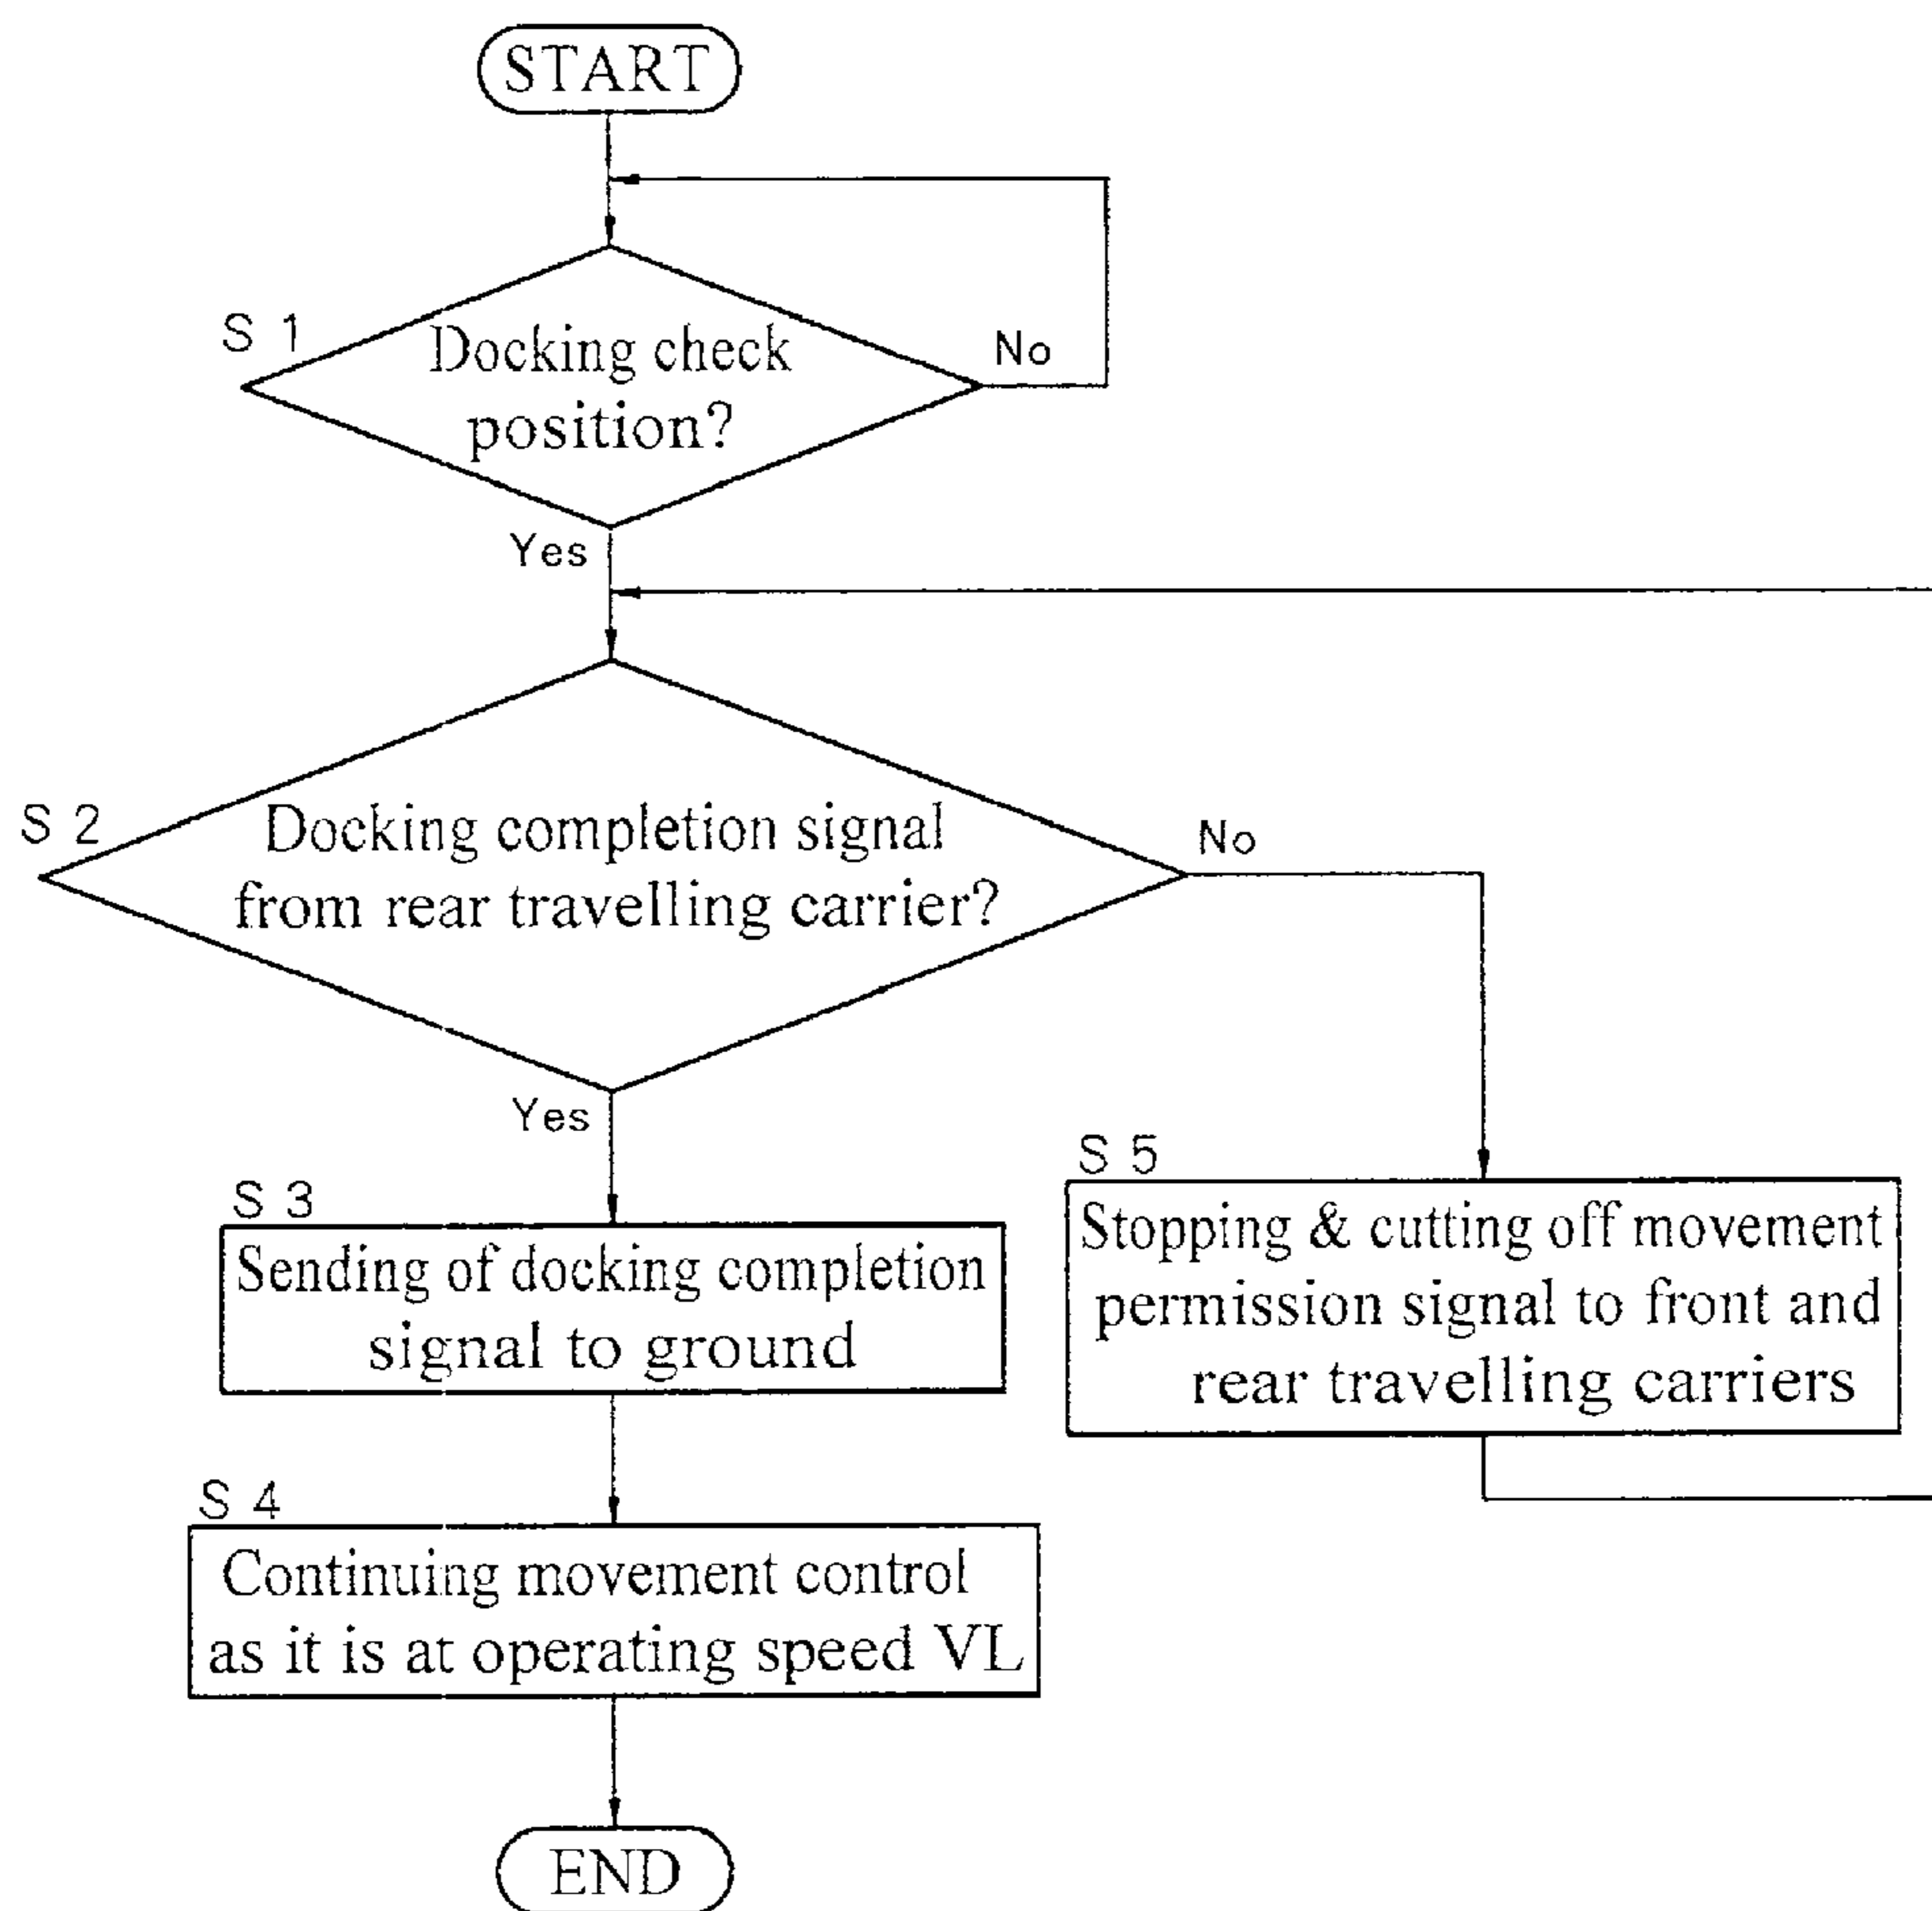 START
S 1
Docking check
position?
No
Yes
S 2
Docking completion signal
from rear travelling carrier?
No
Yes
S 3
Sending of docking completion
signal to ground
S 5
Stopping & cutting off movement
permission signal to front and
rear travelling carriers
S 4
Continuing movement control
as it is at operating speed VL
END